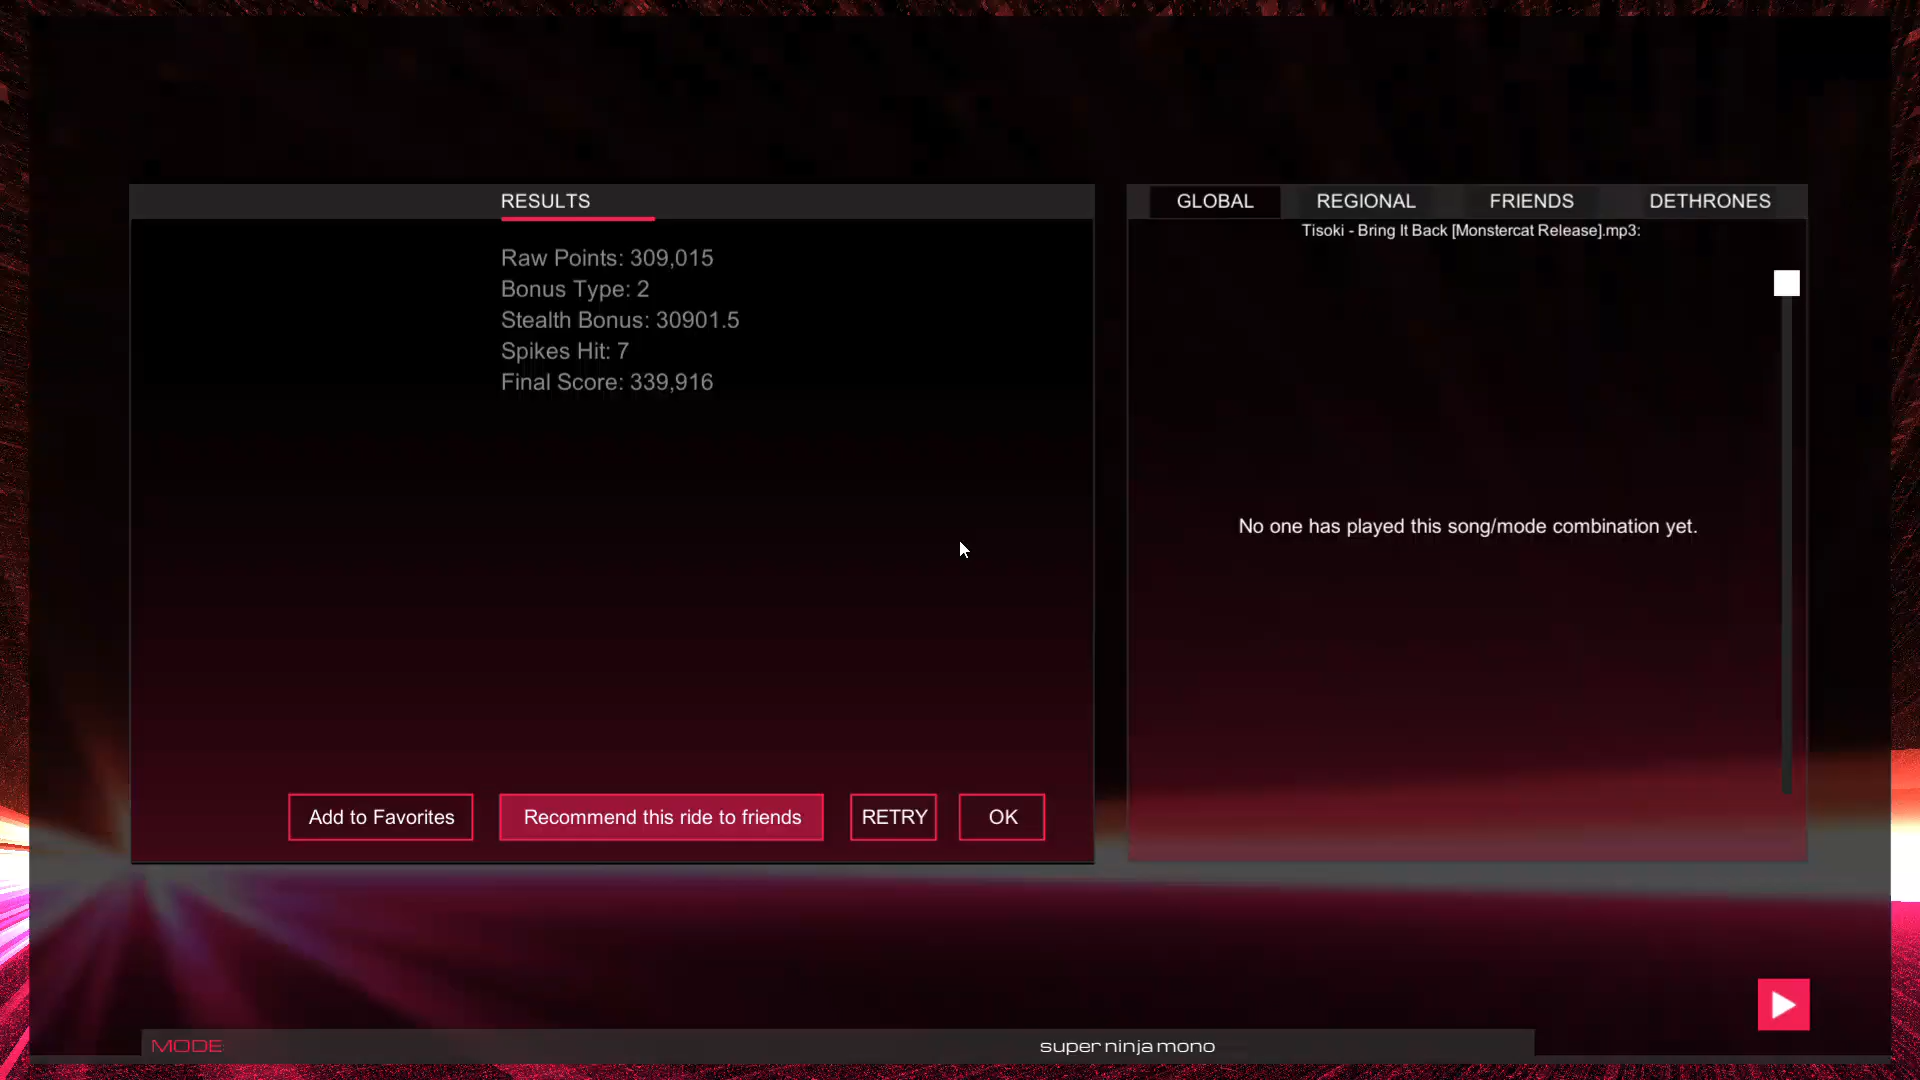 RESULTS
Raw Points: 309,015
Bonus Type: 2
Stealth Bonus: 30901.5
Spikes Hit: 7
Final Score: 339,916
Add to Favorites
Recommend this ride to friends
RETRY
OK
GLOBAL REGIONAL FRIENDS DETHRONES
Tisoki - Bring It Back [Monstercat Release].mp3:
No one has played this song/mode combination yet.
MODE super ninja mono